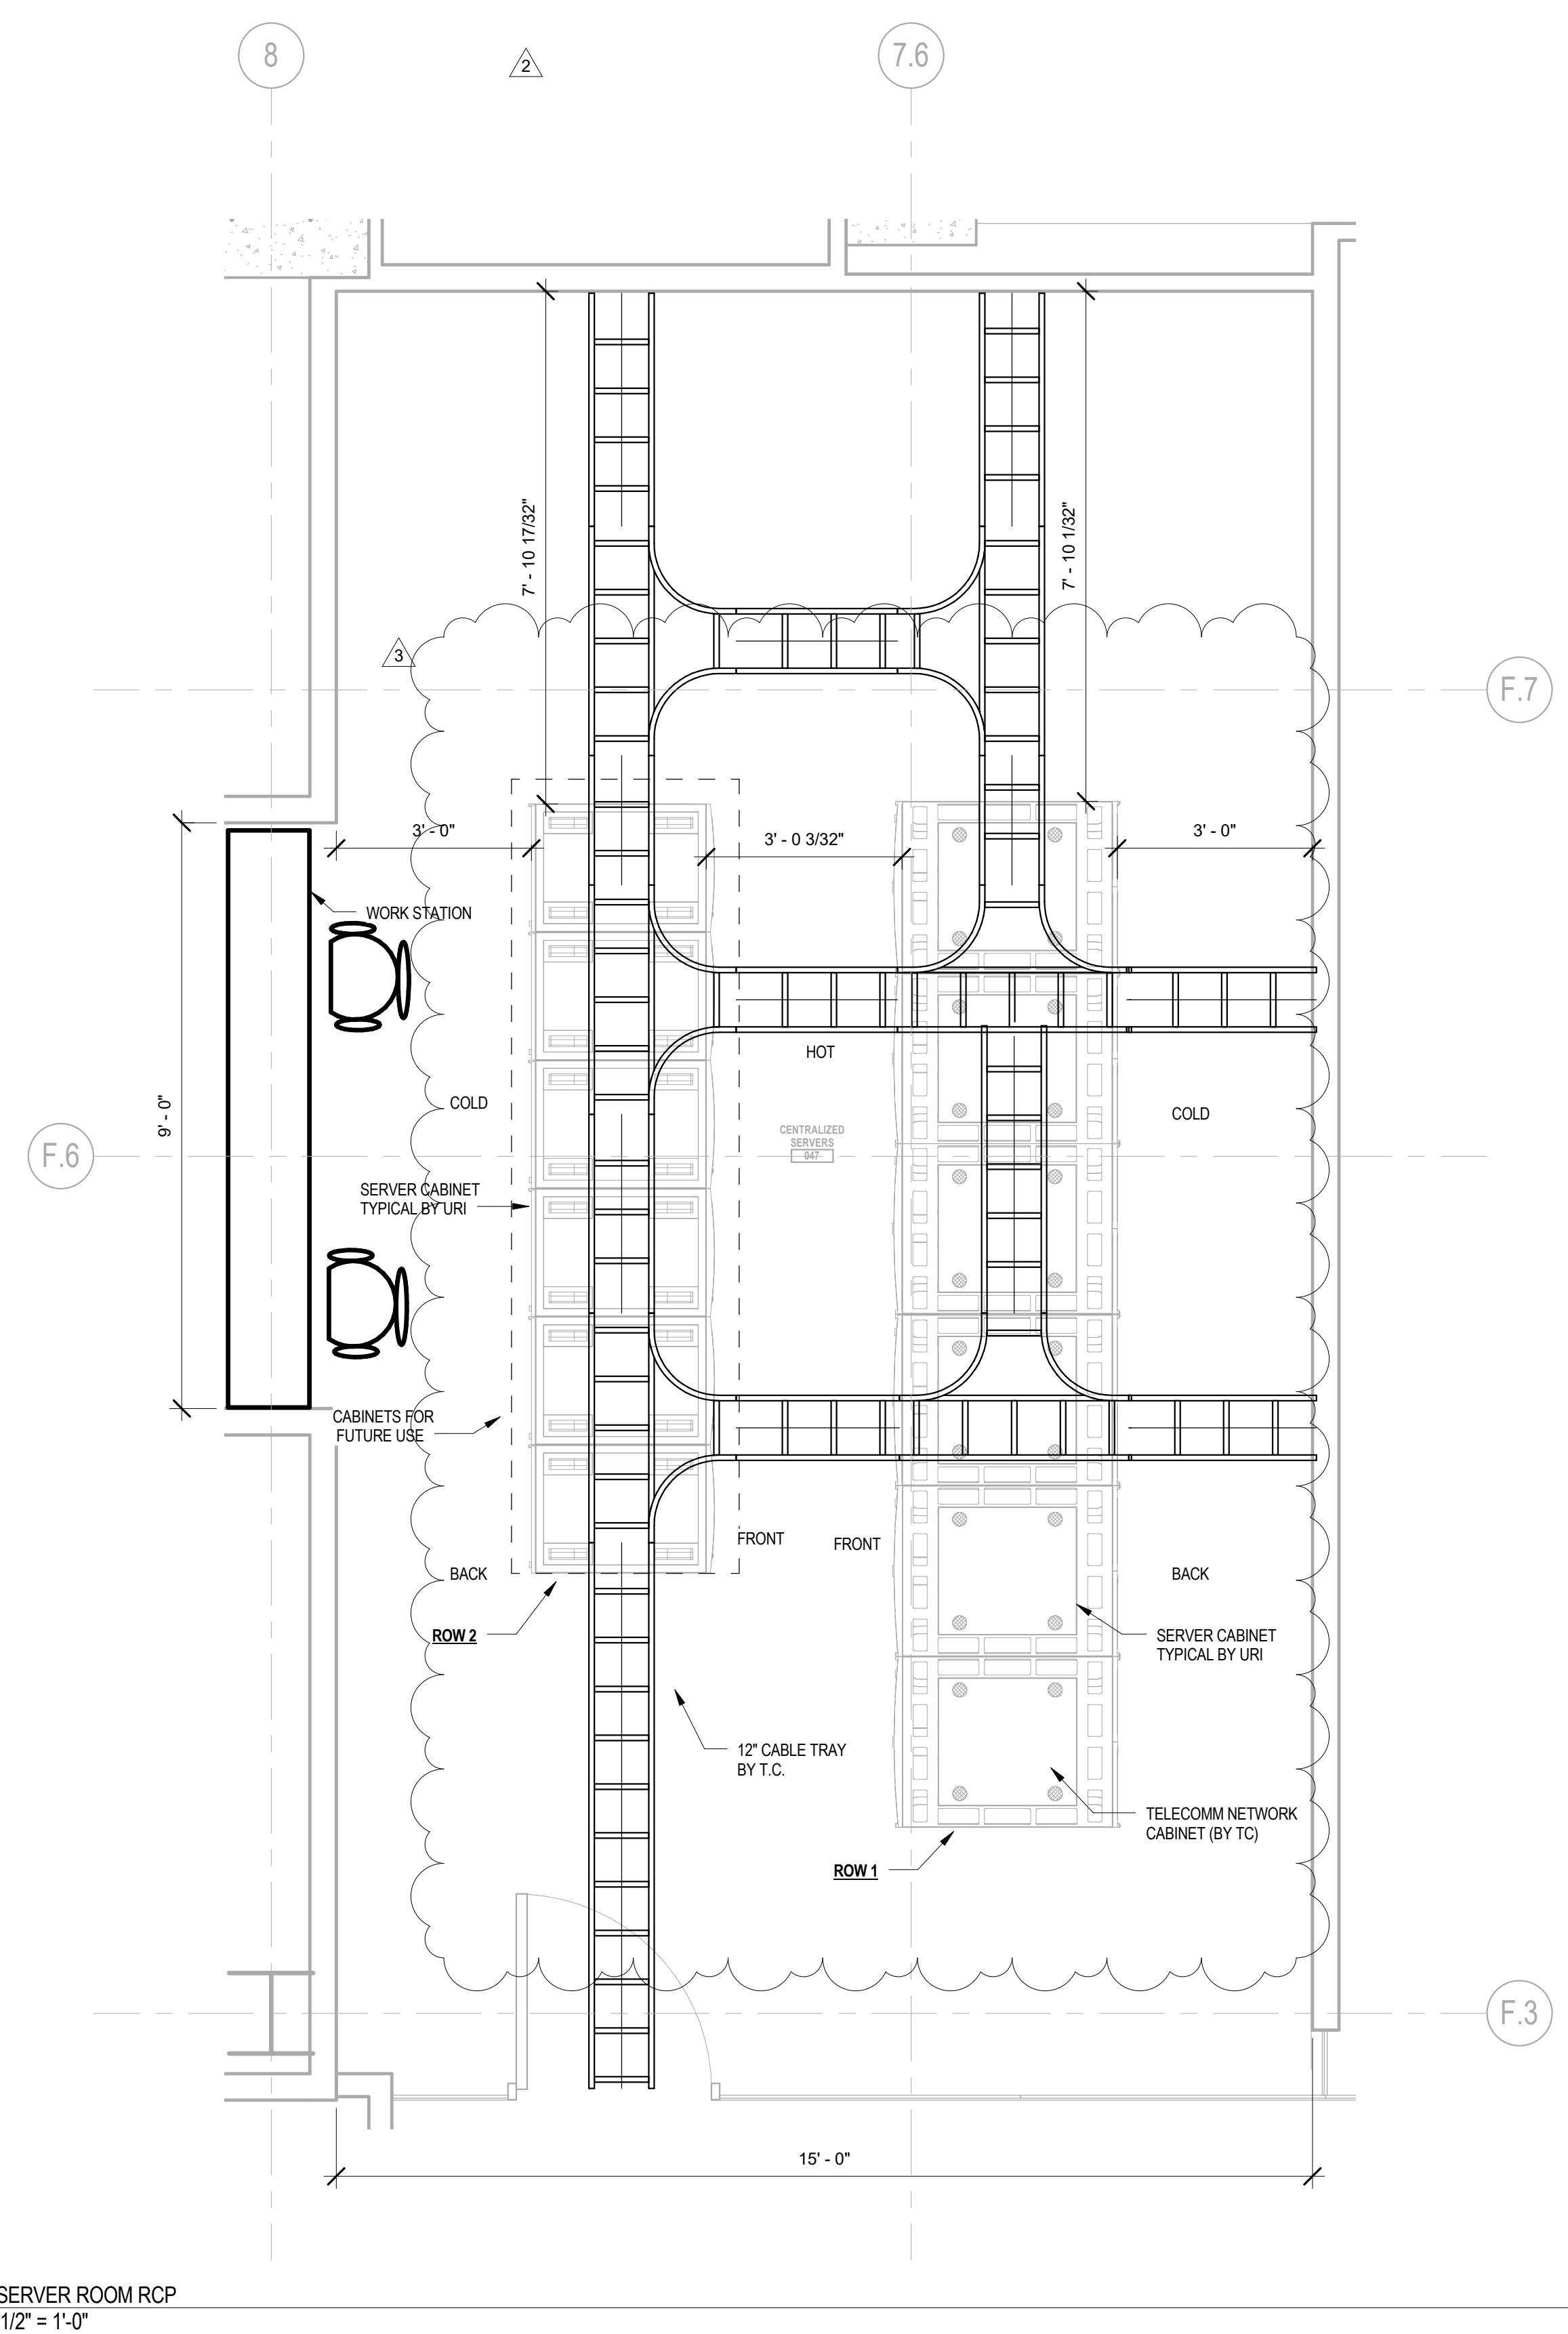 8
2
7.6
7' - 10 17/32"
7' - 10 1/32"
3
F.7
3' - 0"
3' - 0 3/32"
3' - 0"
WORK STATION
9' - 0"
HOT
COLD
COLD
CENTRALIZED
SERVERS
047
F.6
SERVER CABINET
TYPICAL BY URI
CABINETS FOR
FUTURE USE
FRONT
FRONT
BACK
BACK
ROW 2
SERVER CABINET
TYPICAL BY URI
12" CABLE TRAY
BY T.C.
TELECOMM NETWORK
CABINET (BY TC)
ROW 1
F.3
15' - 0"
SERVER ROOM RCP
1/2" = 1'-0"